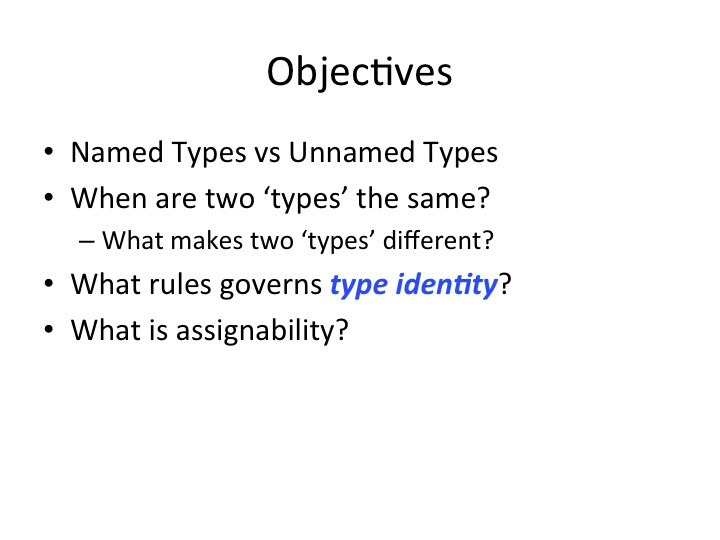 Objectives
• Named Types vs Unnamed Types
• When are two ‘types’ the same?
– What makes two ‘types’ different?
• What rules governs type identity?
• What is assignability?